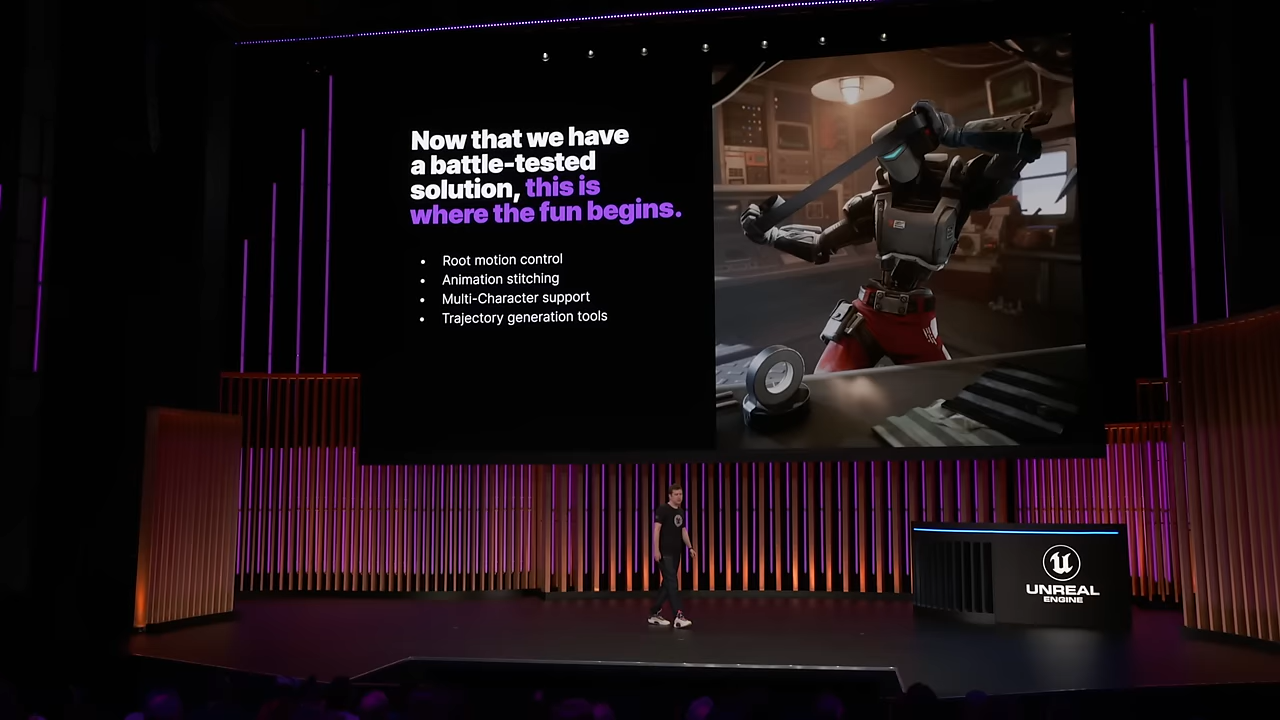 Now that we have
a battle-tested
solution, this is
where the fun begins.
• Root motion control
• Animation stitching
• Multi-Character support
• Trajectory generation tools
UNREAL
ENGINE